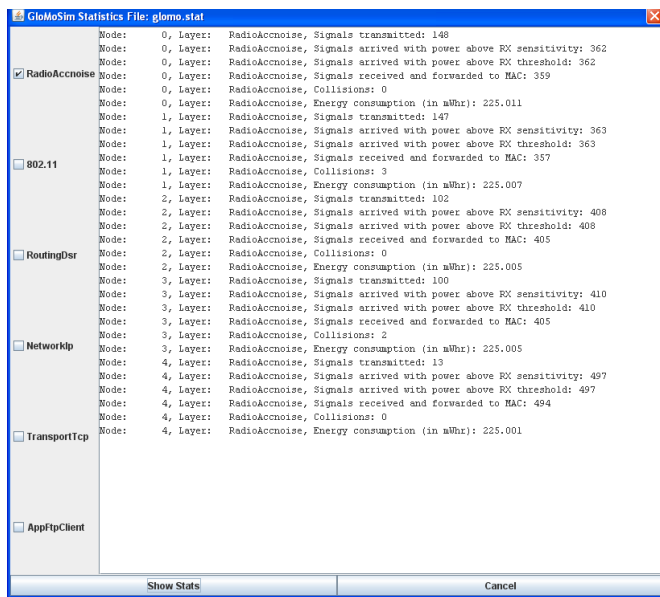 GloMoSim Statistics File: glomo.stat
RadioAccnoise
802.11
RoutingDsr
NetworkIp
TransportTcp
AppFtpClient
Node: 0, Layer: RadioAccnoise, Signals transmitted: 148
Node: 0, Layer: RadioAccnoise, Signals arrived with power above RX sensitivity: 362
Node: 0, Layer: RadioAccnoise, Signals arrived with power above RX threshold: 362
Node: 0, Layer: RadioAccnoise, Signals received and forwarded to MAC: 359
Node: 0, Layer: RadioAccnoise, Collisions: 0
Node: 0, Layer: RadioAccnoise, Energy consumption (in mWhr): 225.011
Node: 1, Layer: RadioAccnoise, Signals transmitted: 147
Node: 1, Layer: RadioAccnoise, Signals arrived with power above RX sensitivity: 363
Node: 1, Layer: RadioAccnoise, Signals arrived with power above RX threshold: 363
Node: 1, Layer: RadioAccnoise, Signals received and forwarded to MAC: 357
Node: 1, Layer: RadioAccnoise, Collisions: 3
Node: 1, Layer: RadioAccnoise, Energy consumption (in mWhr): 225.007
Node: 2, Layer: RadioAccnoise, Signals transmitted: 102
Node: 2, Layer: RadioAccnoise, Signals arrived with power above RX sensitivity: 408
Node: 2, Layer: RadioAccnoise, Signals arrived with power above RX threshold: 408
Node: 2, Layer: RadioAccnoise, Signals received and forwarded to MAC: 405
Node: 2, Layer: RadioAccnoise, Collisions: 0
Node: 2, Layer: RadioAccnoise, Energy consumption (in mWhr): 225.005
Node: 3, Layer: RadioAccnoise, Signals transmitted: 100
Node: 3, Layer: RadioAccnoise, Signals arrived with power above RX sensitivity: 410
Node: 3, Layer: RadioAccnoise, Signals arrived with power above RX threshold: 410
Node: 3, Layer: RadioAccnoise, Signals received and forwarded to MAC: 405
Node: 3, Layer: RadioAccnoise, Collisions: 2
Node: 3, Layer: RadioAccnoise, Energy consumption (in mWhr): 225.005
Node: 4, Layer: RadioAccnoise, Signals transmitted: 13
Node: 4, Layer: RadioAccnoise, Signals arrived with power above RX sensitivity: 497
Node: 4, Layer: RadioAccnoise, Signals arrived with power above RX threshold: 497
Node: 4, Layer: RadioAccnoise, Signals received and forwarded to MAC: 494
Node: 4, Layer: RadioAccnoise, Collisions: 0
Node: 4, Layer: RadioAccnoise, Energy consumption (in mWhr): 225.001
Show Stats
Cancel